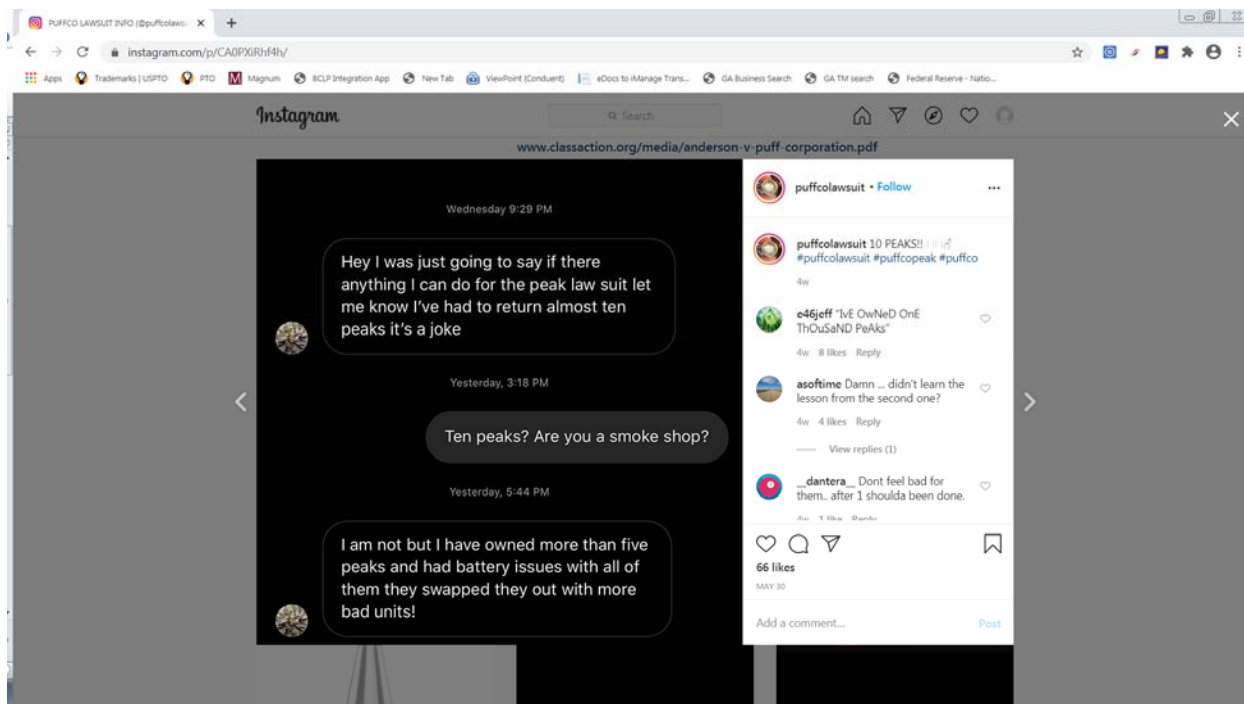 PUFFCO LAWSUIT INFO (@puffcolawsu
instagram.com/p/CA0PXiRhf4h/
Apps Trademarks | USPTO PTO Magnum BCLP Integration App New Tab ViewPoint (Conduent) eDocs to iManage Trans... GA Business Search GA TM search Federal Reserve - Natio...
Instagram
Search
www.classaction.org/media/anderson-v-puff-corporation.pdf
Wednesday 9:29 PM
Hey I was just going to say if there
anything I can do for the peak law suit let
me know I've had to return almost ten
peaks it's a joke
Yesterday, 3:18 PM
Ten peaks? Are you a smoke shop?
Yesterday, 5:44 PM
I am not but I have owned more than five
peaks and had battery issues with all of
them they swapped they out with more
bad units!
puffcolawsuit • Follow
puffcolawsuit 10 PEAKS!!
#puffcolawsuit #puffcopeak #puffco
4w
e46jeff "IvE OwNeD OnE
ThOuSaND PeAks"
4w 8 likes Reply
asoftime Damn ... didn't learn the
lesson from the second one?
4w 4 likes Reply
View replies (1)
__dantera__ Dont feel bad for
them.. after 1 shoulda been done.
4w 1 like Reply
66 likes
MAY 30
Add a comment...
Post